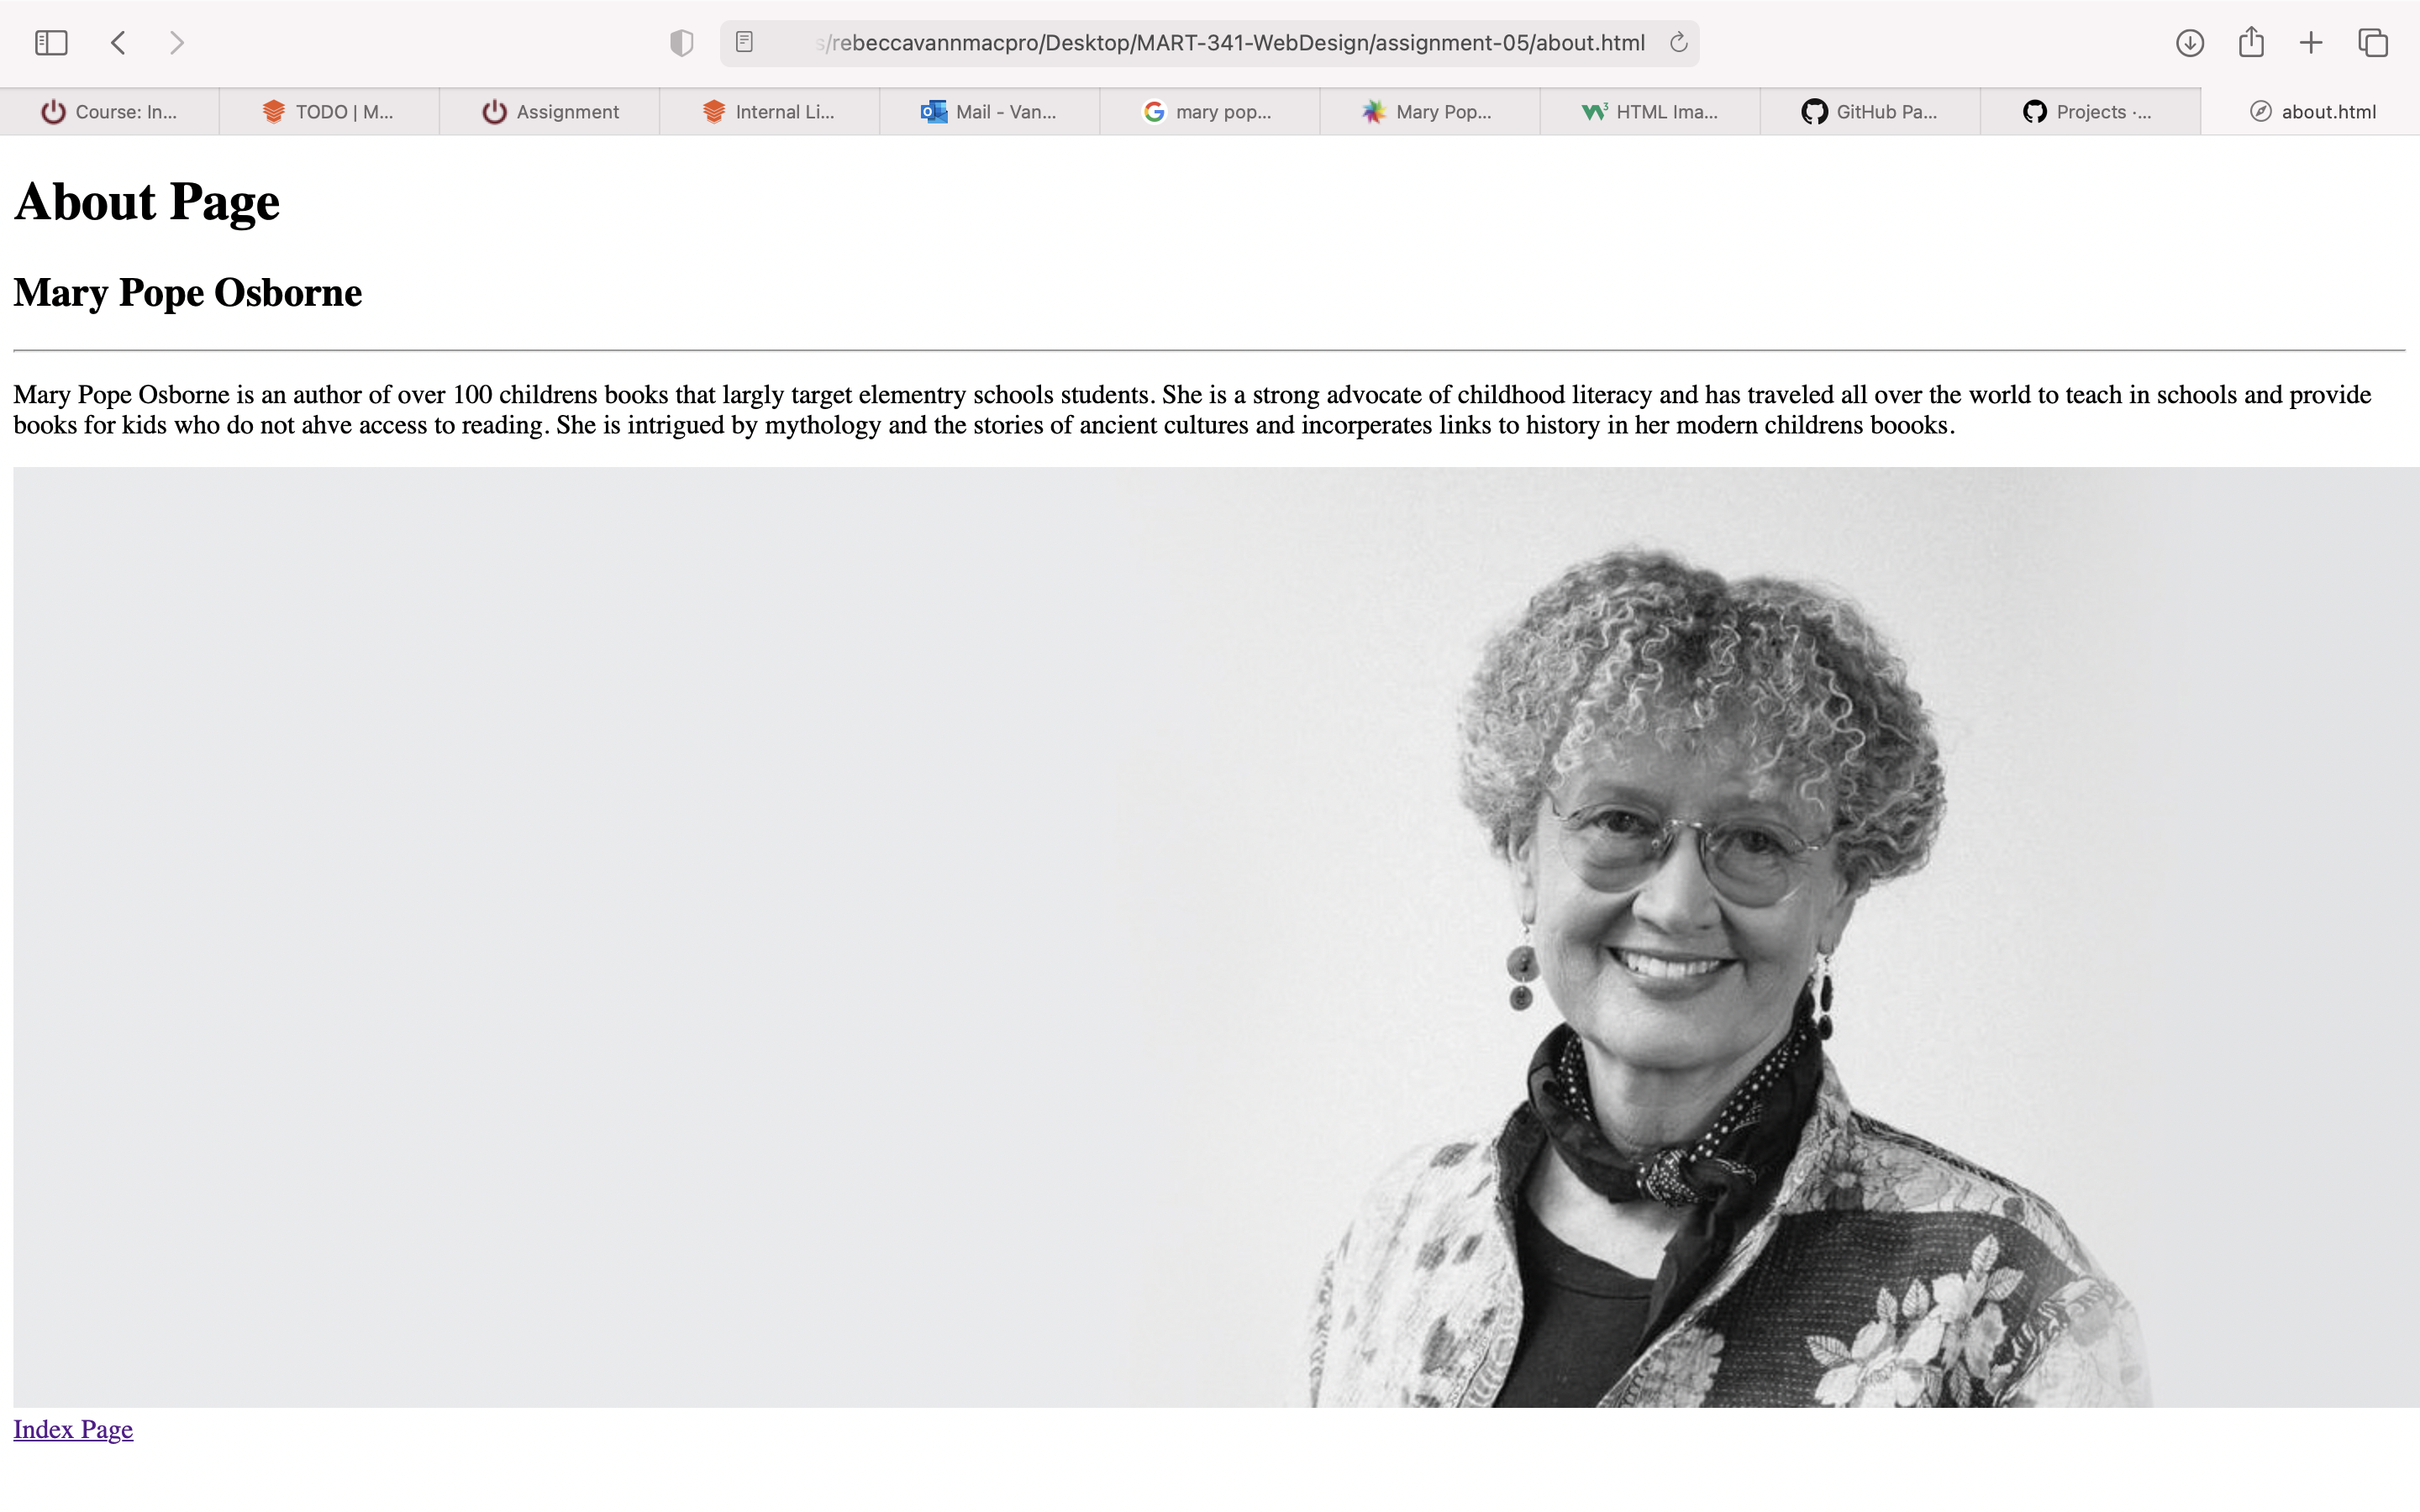 s/rebeccavannmacpro/Desktop/MART-341-WebDesign/assignment-05/about.html
Course: In...
TODO | M...
Assignment
Internal Li...
Mail - Van...
mary pop...
Mary Pop...
HTML Ima...
GitHub Pa...
Projects ·...
about.html
About Page
Mary Pope Osborne
Mary Pope Osborne is an author of over 100 childrens books that largly target elementry schools students. She is a strong advocate of childhood literacy and has traveled all over the world to teach in schools and provide
books for kids who do not ahve access to reading. She is intrigued by mythology and the stories of ancient cultures and incorperates links to history in her modern childrens boooks.
Index Page